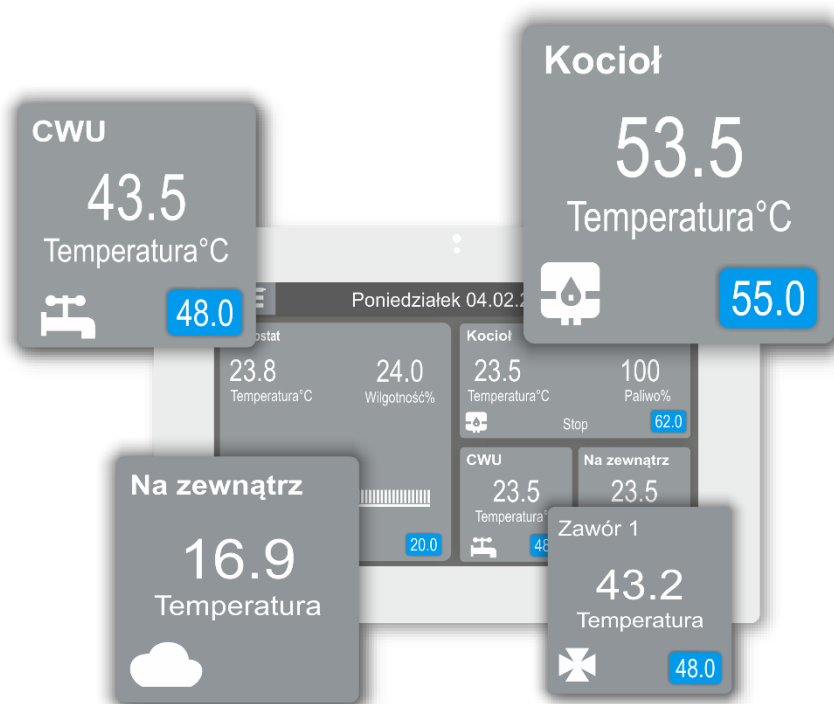 Kocioł
53.5
Temperatura°C
55.0
CWU
43.5
Temperatura°C
48.0
Poniedziałek 04.02.2
23.8
Temperatura°C
24.0
Wilgotność%
20.0
Kocioł
23.5
Temperatura°C
100
Paliwo%
Stop
62.0
CWU
23.5
Temperatura°
48
Na zewnątrz
23.5
Na zewnątrz
16.9
Temperatura
Zawór 1
43.2
Temperatura
48.0